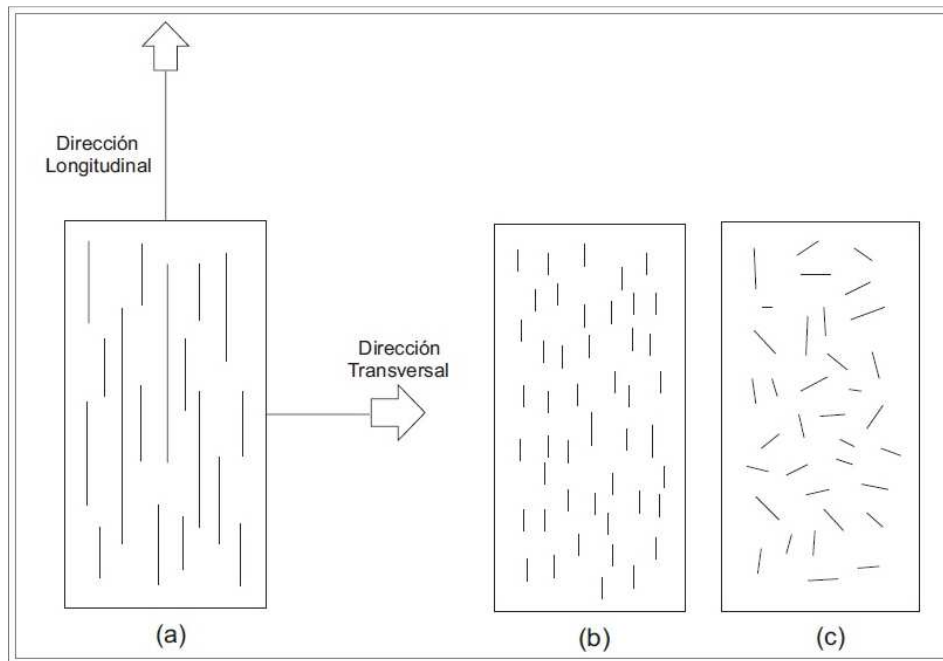 Dirección
Longitudinal
Dirección
Transversal
(a)
(b)
(c)